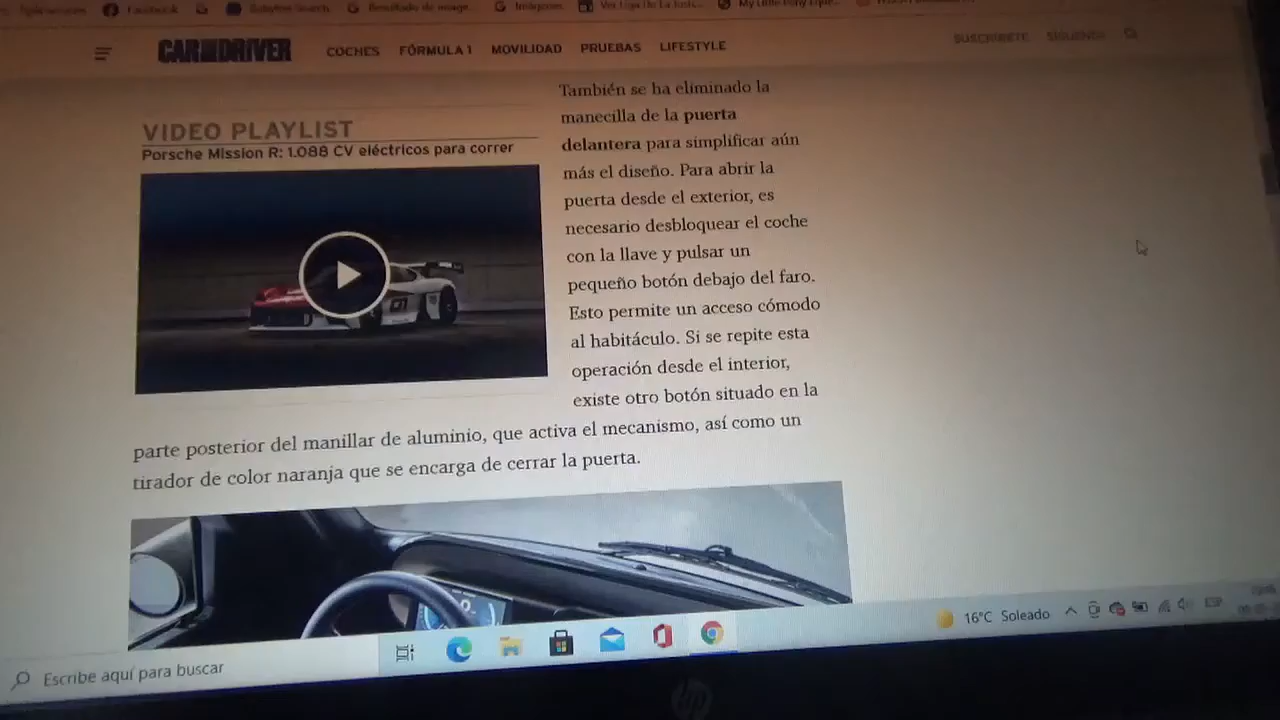 Facebook
CAR AND DRIVER
COCHES FÓRMULA 1 MOVILIDAD PRUEBAS LIFESTYLE
SUSCRÍBETE SÍGUENOS
VIDEO PLAYLIST
Porsche Mission R: 1.088 CV eléctricos para correr
También se ha eliminado la
manecilla de la puerta
delantera para simplificar aún
más el diseño. Para abrir la
puerta desde el exterior, es
necesario desbloquear el coche
con la llave y pulsar un
pequeño botón debajo del faro.
Esto permite un acceso cómodo
al habitáculo. Si se repite esta
operación desde el interior,
existe otro botón situado en la
parte posterior del manillar de aluminio, que activa el mecanismo, así como un
tirador de color naranja que se encarga de cerrar la puerta.
16°C Soleado
Escribe aquí para buscar
hp